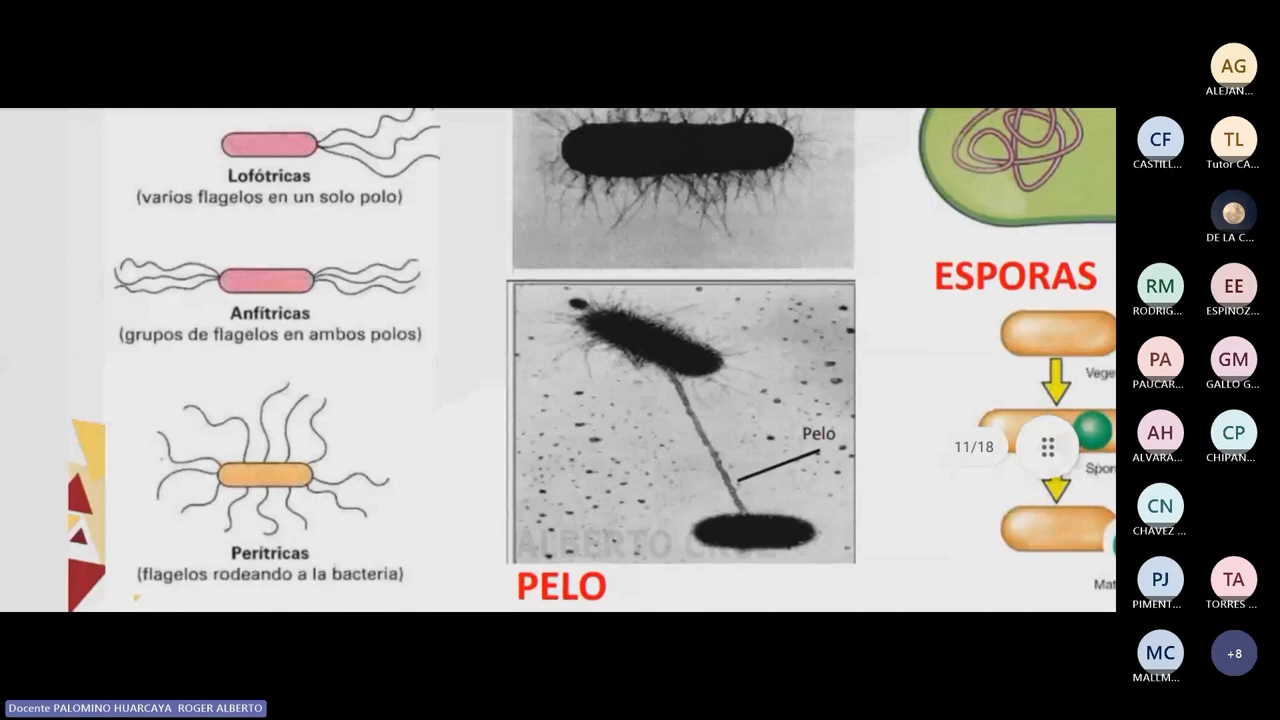 Lofótricas
(varios flagelos en un solo polo)
Anfítricas
(grupos de flagelos en ambos polos)
Perítricas
(flagelos rodeando a la bacteria)
Pelo
PELO
ESPORAS
Vege
11/18
Spor
Mat
AG
ALEJAN...
CF
CASTILL...
TL
Tutor CA...
DE LA C...
RM
RODRIG...
EE
ESPINOZ...
PA
PAUCAR...
GM
GALLO G...
AH
ALVARA...
CP
CHIPAN...
CN
CHAVEZ ...
PJ
PIMENT...
TA
TORRES ...
MC
MALLM...
+8
Docente PALOMINO HUARCAYA ROGER ALBERTO